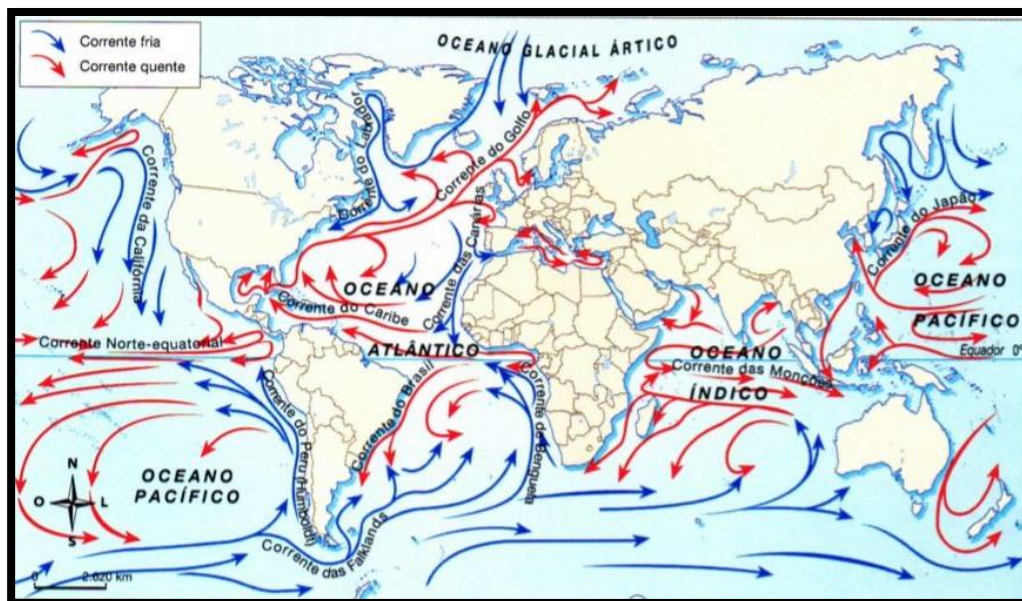 Corrente fria
Corrente quente
OCEANO GLACIAL ÁRTICO
Corrente do Labrador
Corrente do Golfo
Corrente da Califórnia
Corrente das Canárias
Corrente do Japão
OCEANO
PACÍFICO
OCEANO
ATLÂNTICO
Corrente do Caribe
Corrente Norte-equatorial
Equador 0º
OCEANO
ÍNDICO
Corrente das Monções
Corrente do Brasil
Corrente de Benguela
Corrente do Peru (Humboldt)
OCEANO
PACÍFICO
N
O
L
S
Corrente das Falklands
0
2.620 km